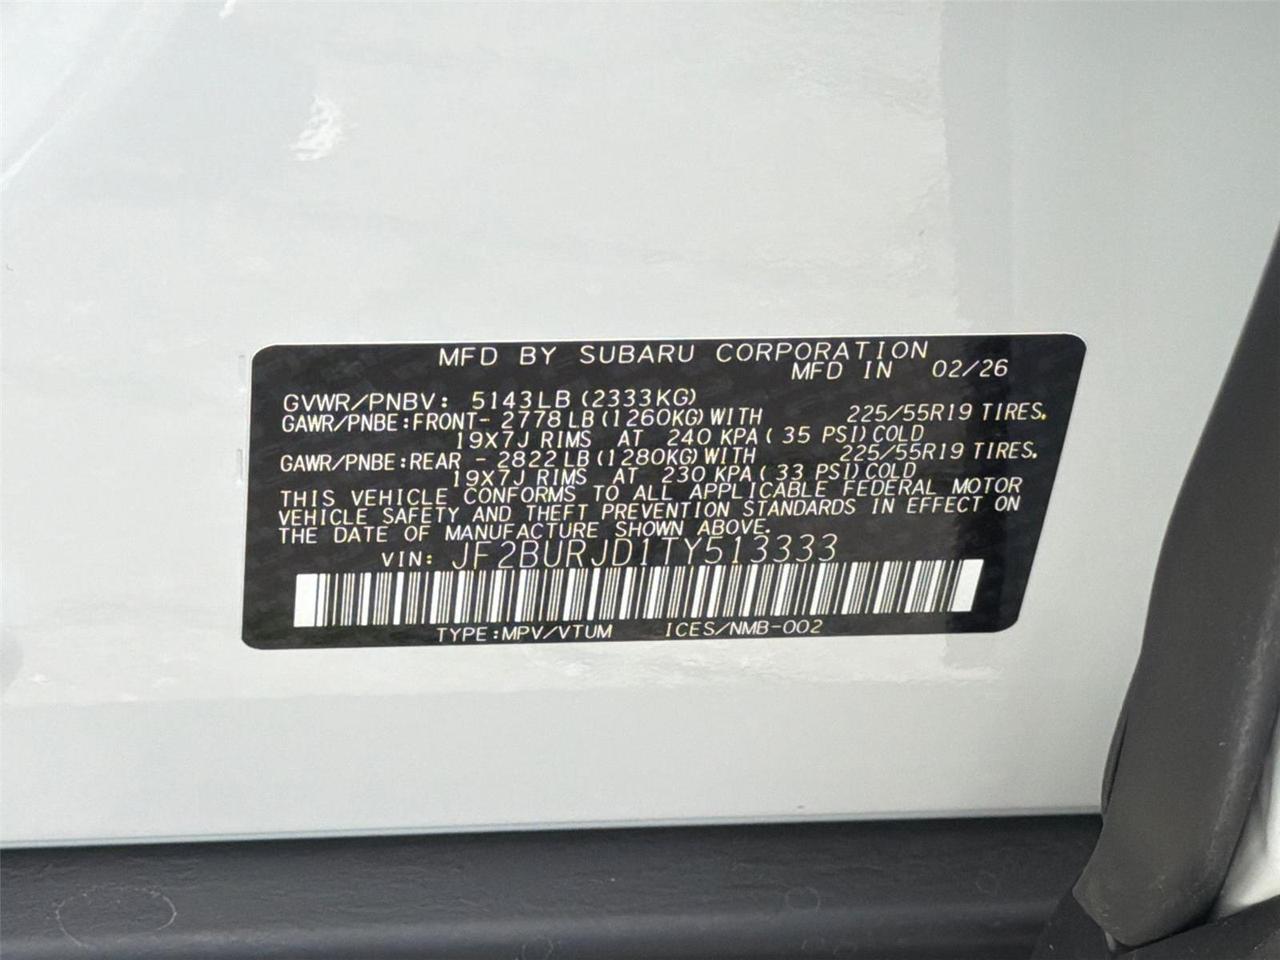 MFD BY SUBARU CORPORATION
MFD IN 02/26
GVWR/PNBV: 5143LB (2333KG)
GAWR/PNBE:FRONT- 2778 LB (1260KG) WITH 225/55R19 TIRES.
19X7J RIMS AT 240 KPA ( 35 PSI) COLD
GAWR/PNBE:REAR - 2822 LB (1280KG) WITH 225/55R19 TIRES.
19X7J RIMS AT 230 KPA ( 33 PSI) COLD
THIS VEHICLE CONFORMS TO ALL APPLICABLE FEDERAL MOTOR
VEHICLE SAFETY AND THEFT PREVENTION STANDARDS IN EFFECT ON
THE DATE OF MANUFACTURE SHOWN ABOVE.
VIN: JF2BURJD1TY513333
TYPE:MPV/VTUM ICES/NMB-002